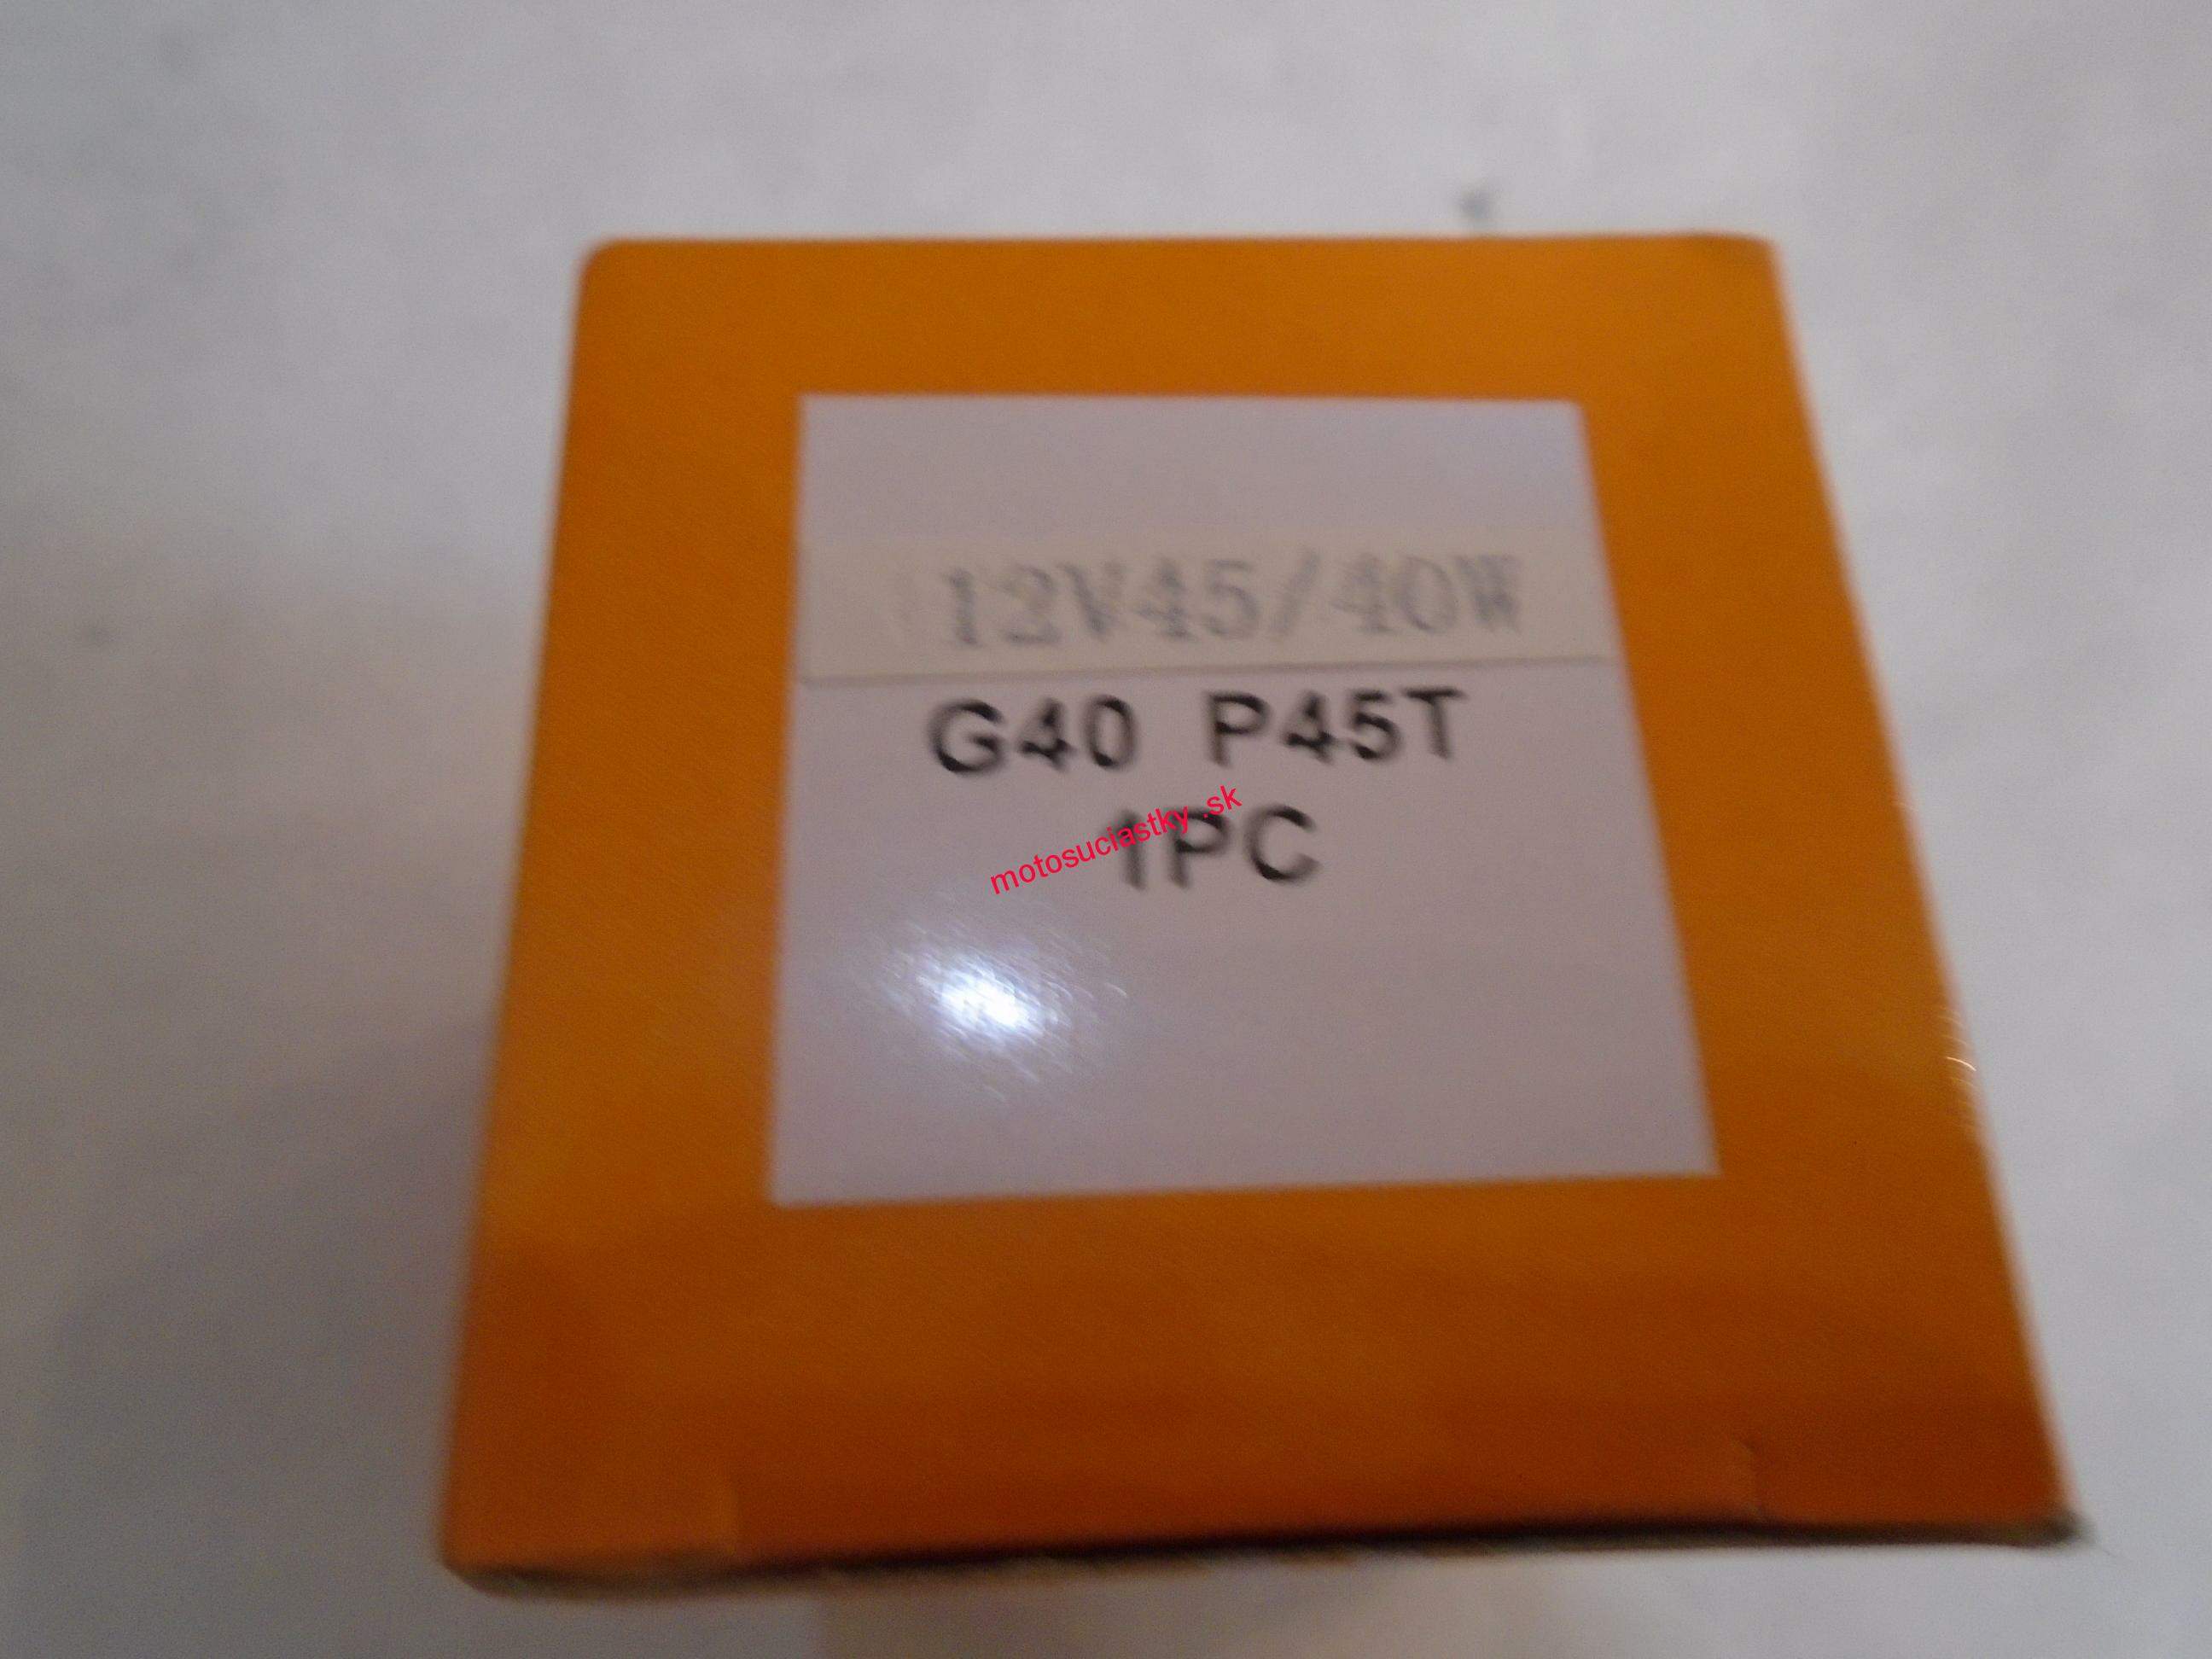 12V45/40W
G40 P45T
1PC
motosuciastky .sk